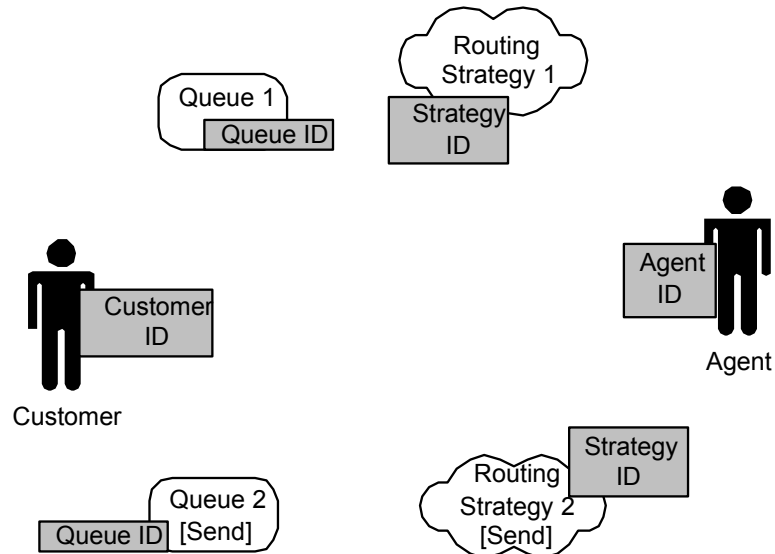 Routing
Strategy 1
Queue 1
Queue ID
Strategy
ID
Agent
ID
Customer
ID
Agent
Customer
Strategy
ID
Routing
Strategy 2
[Send]
Queue 2
[Send]
Queue ID